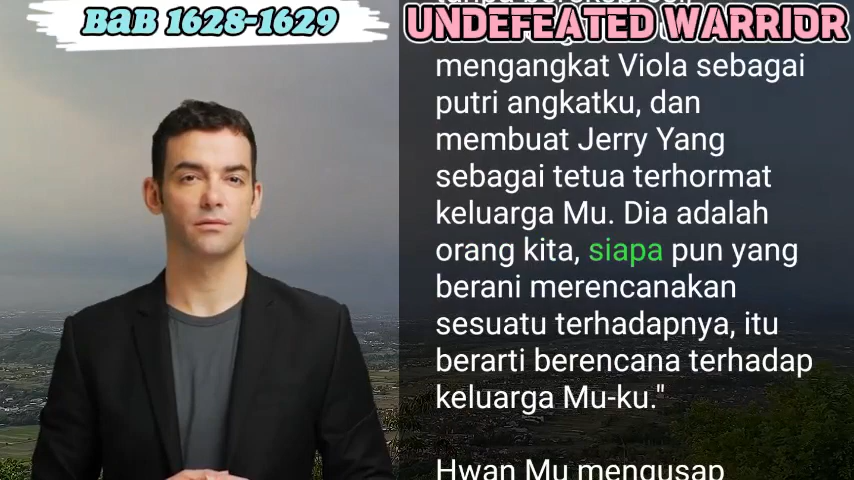 BAB 1628-1629
UNDEFEATED WARRIOR
mengangkat Viola sebagai
putri angkatku, dan
membuat Jerry Yang
sebagai tetua terhormat
keluarga Mu. Dia adalah
orang kita, siapa pun yang
berani merencanakan
sesuatu terhadapnya, itu
berarti berencana terhadap
keluarga Mu-ku."
Hwan Mu mengusap